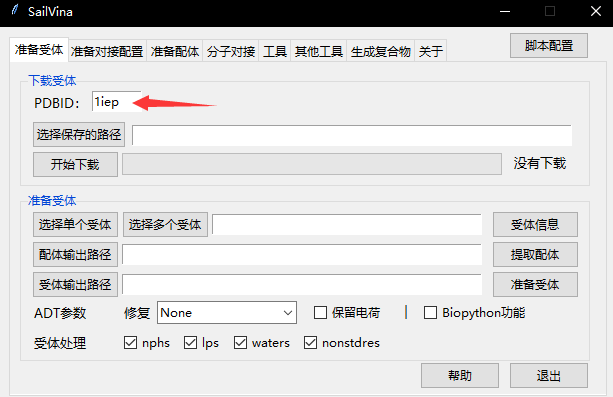 SailVina
准备受体 准备对接配置 准备配体 分子对接 工具 其他工具 生成复合物 关于 脚本配置
下载受体
PDBID: 1iep
选择保存的路径
开始下载 没有下载
准备受体
选择单个受体 选择多个受体 受体信息
配体输出路径 提取配体
受体输出路径 准备受体
ADT参数 修复 None 保留电荷 | Biopython功能
受体处理 nphs lps waters nonstdres
帮助 退出